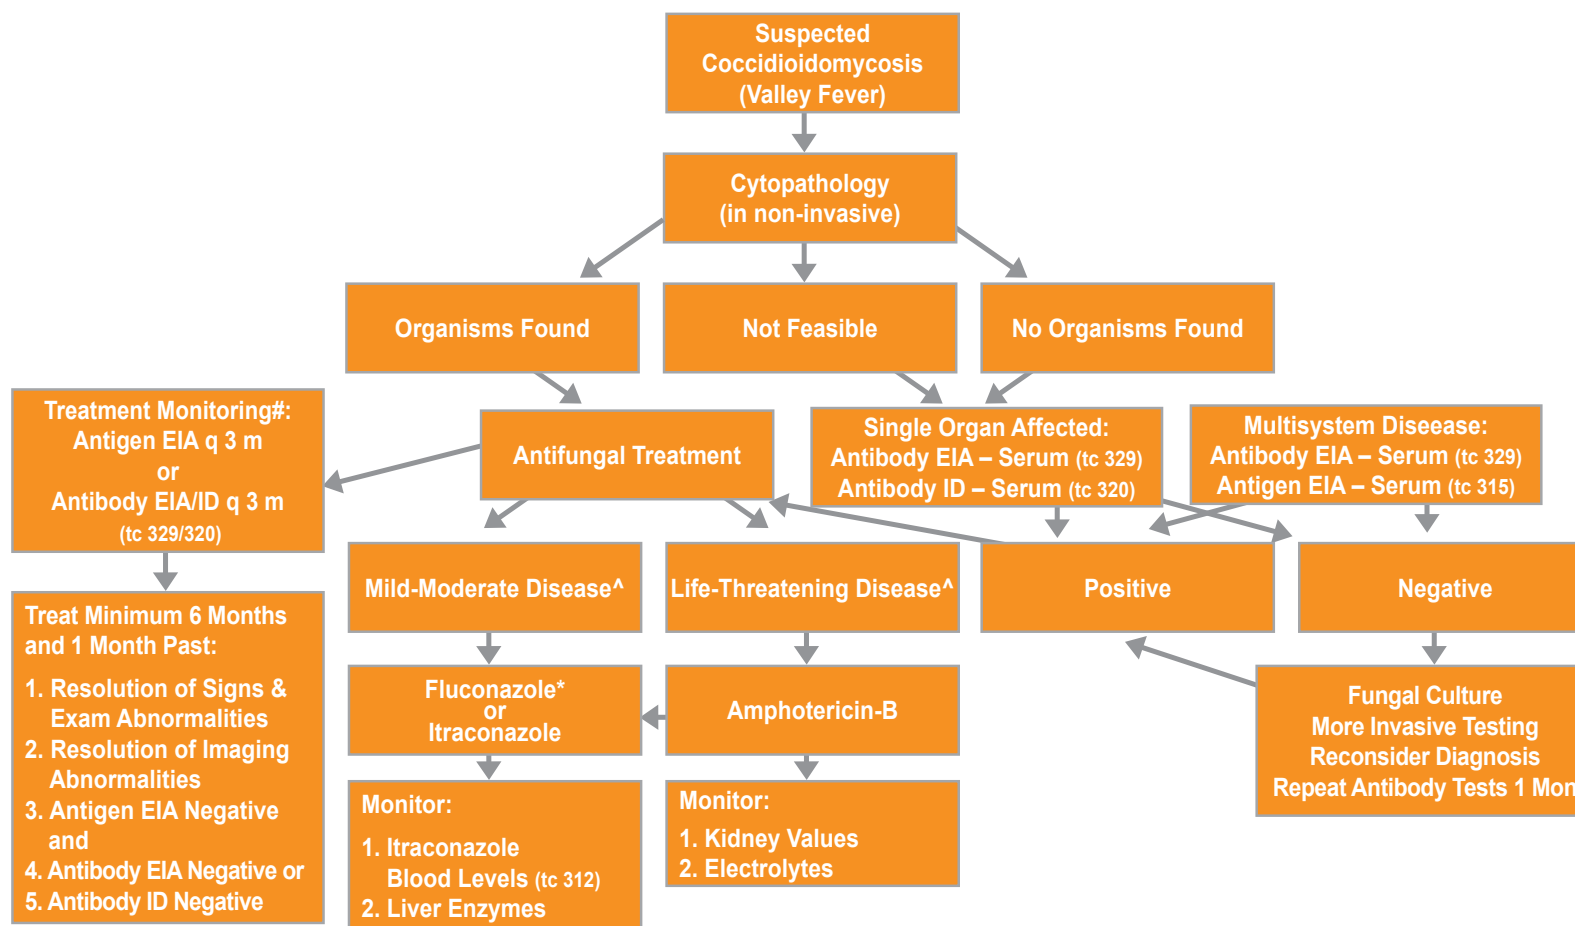 Suspected
Coccidioidomycosis
(Valley Fever)
Cytopathology
(in non-invasive)
Organisms Found
Not Feasible
No Organisms Found
Treatment Monitoring#:
Antigen EIA q 3 m
or
Antibody EIA/ID q 3 m
(tc 329/320)
Antifungal Treatment
Single Organ Affected:
Antibody EIA – Serum (tc 329)
Antibody ID – Serum (tc 320)
Multisystem Diseease:
Antibody EIA – Serum (tc 329)
Antigen EIA – Serum (tc 315)
Mild-Moderate Disease^
Life-Threatening Disease^
Positive
Negative
Treat Minimum 6 Months
and 1 Month Past:
1. Resolution of Signs &
Exam Abnormalities
2. Resolution of Imaging
Abnormalities
3. Antigen EIA Negative
and
4. Antibody EIA Negative or
5. Antibody ID Negative
Fluconazole*
or
Itraconazole
Amphotericin-B
Fungal Culture
More Invasive Testing
Reconsider Diagnosis
Repeat Antibody Tests 1 Mon
Monitor:
1. Itraconazole
Blood Levels (tc 312)
2. Liver Enzymes
Monitor:
1. Kidney Values
2. Electrolytes